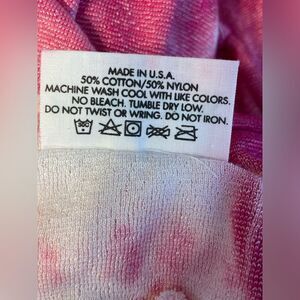 MADE IN U.S.A.
50% COTTON/50% NYLON
MACHINE WASH COOL WITH LIKE COLORS.
NO BLEACH. TUMBLE DRY LOW.
DO NOT TWIST OR WRING. DO NOT IRON.